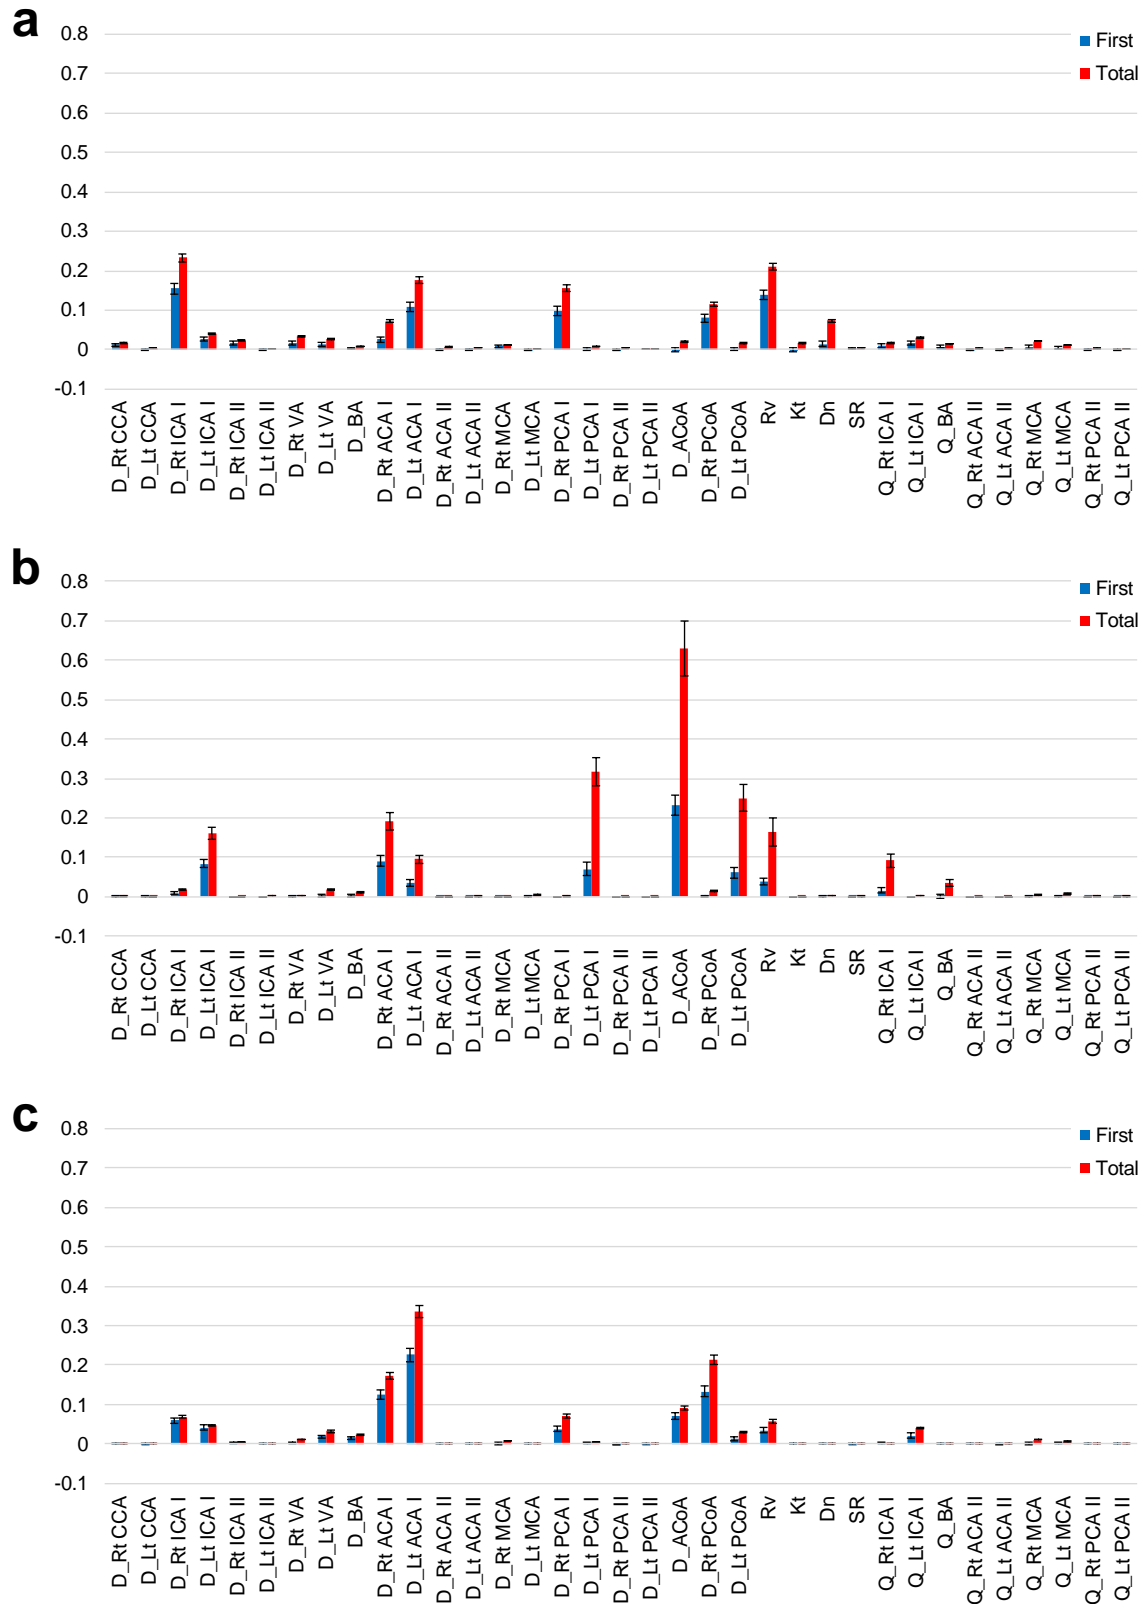 a
0.8
0.7
0.6
0.5
0.4
0.3
0.2
0.1
0
-0.1
First
Total
D_Rt CCA
D_Lt CCA
D_Rt ICA I
D_Lt ICA I
D_Rt ICA II
D_Lt ICA II
D_Rt VA
D_Lt VA
D_BA
D_Rt ACA I
D_Lt ACA I
D_Rt ACA II
D_Lt ACA II
D_Rt MCA
D_Lt MCA
D_Rt PCA I
D_Lt PCA I
D_Rt PCA II
D_Lt PCA II
D_ACoA
D_Rt PCoA
D_Lt PCoA
Rv
Kt
Dn
SR
Q_Rt ICA I
Q_Lt ICA I
Q_BA
Q_Rt ACA II
Q_Lt ACA II
Q_Rt MCA
Q_Lt MCA
Q_Rt PCA II
Q_Lt PCA II
b
0.8
0.7
0.6
0.5
0.4
0.3
0.2
0.1
0
-0.1
First
Total
D_Rt CCA
D_Lt CCA
D_Rt ICA I
D_Lt ICA I
D_Rt ICA II
D_Lt ICA II
D_Rt VA
D_Lt VA
D_BA
D_Rt ACA I
D_Lt ACA I
D_Rt ACA II
D_Lt ACA II
D_Rt MCA
D_Lt MCA
D_Rt PCA I
D_Lt PCA I
D_Rt PCA II
D_Lt PCA II
D_ACoA
D_Rt PCoA
D_Lt PCoA
Rv
Kt
Dn
SR
Q_Rt ICA I
Q_Lt ICA I
Q_BA
Q_Rt ACA II
Q_Lt ACA II
Q_Rt MCA
Q_Lt MCA
Q_Rt PCA II
Q_Lt PCA II
c
0.8
0.7
0.6
0.5
0.4
0.3
0.2
0.1
0
-0.1
First
Total
D_Rt CCA
D_Lt CCA
D_Rt ICA I
D_Lt ICA I
D_Rt ICA II
D_Lt ICA II
D_Rt VA
D_Lt VA
D_BA
D_Rt ACA I
D_Lt ACA I
D_Rt ACA II
D_Lt ACA II
D_Rt MCA
D_Lt MCA
D_Rt PCA I
D_Lt PCA I
D_Rt PCA II
D_Lt PCA II
D_ACoA
D_Rt PCoA
D_Lt PCoA
Rv
Kt
Dn
SR
Q_Rt ICA I
Q_Lt ICA I
Q_BA
Q_Rt ACA II
Q_Lt ACA II
Q_Rt MCA
Q_Lt MCA
Q_Rt PCA II
Q_Lt PCA II